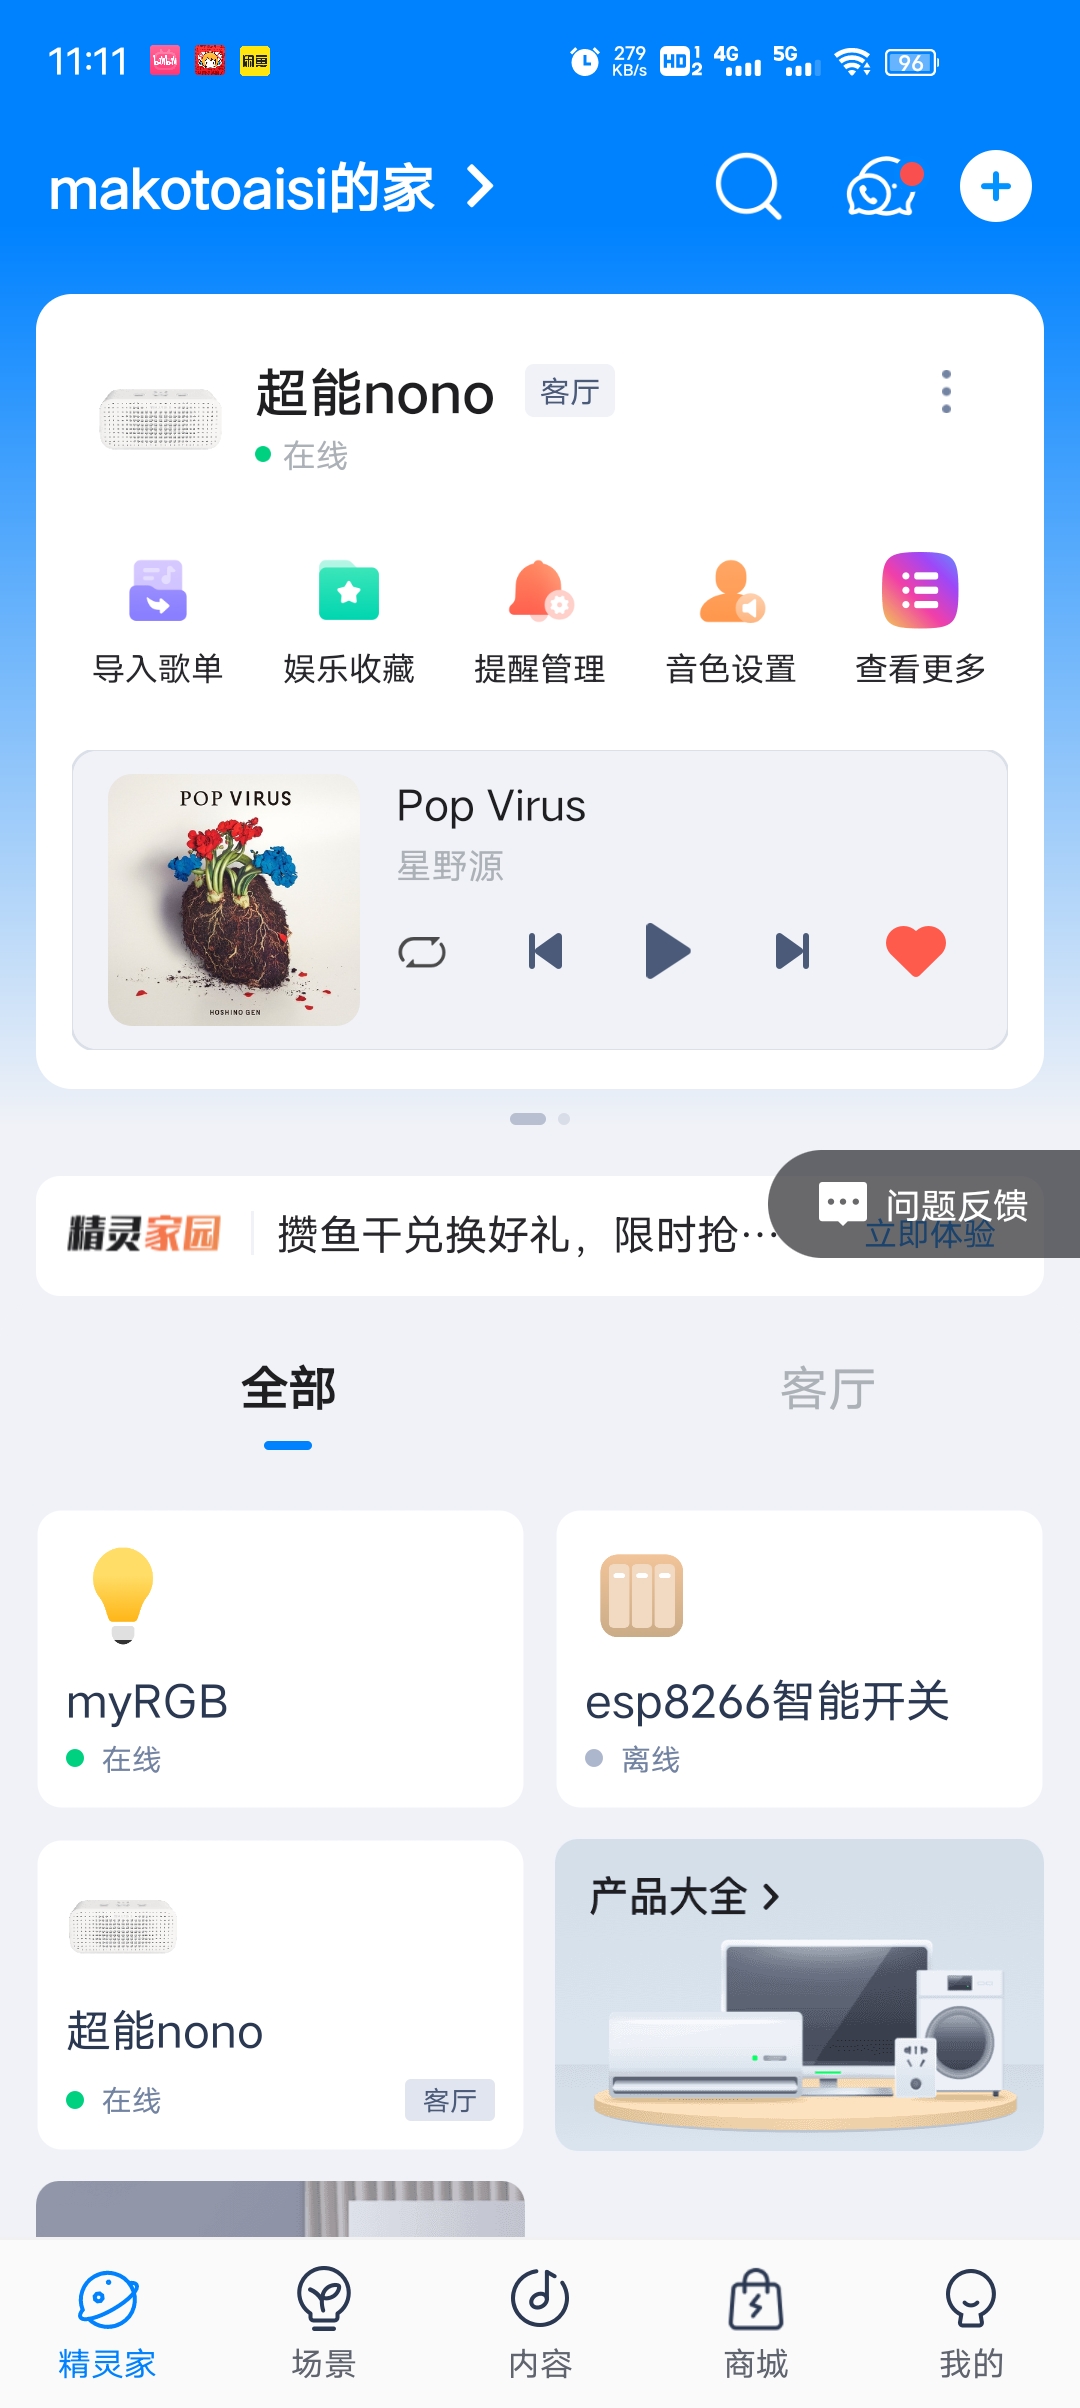 11:11
279 KB/s HD 1 2 4G 5G 96
makotoaisi的家
超能nono 客厅
在线
导入歌单 娱乐收藏 提醒管理 音色设置 查看更多
POP VIRUS
HOSHINO GEN
Pop Virus
星野源
问题反馈
精灵家园 攒鱼干兑换好礼，限时抢… 立即体验
全部 客厅
myRGB
在线
esp8266智能开关
离线
超能nono
在线 客厅
产品大全
精灵家 场景 内容 商城 我的